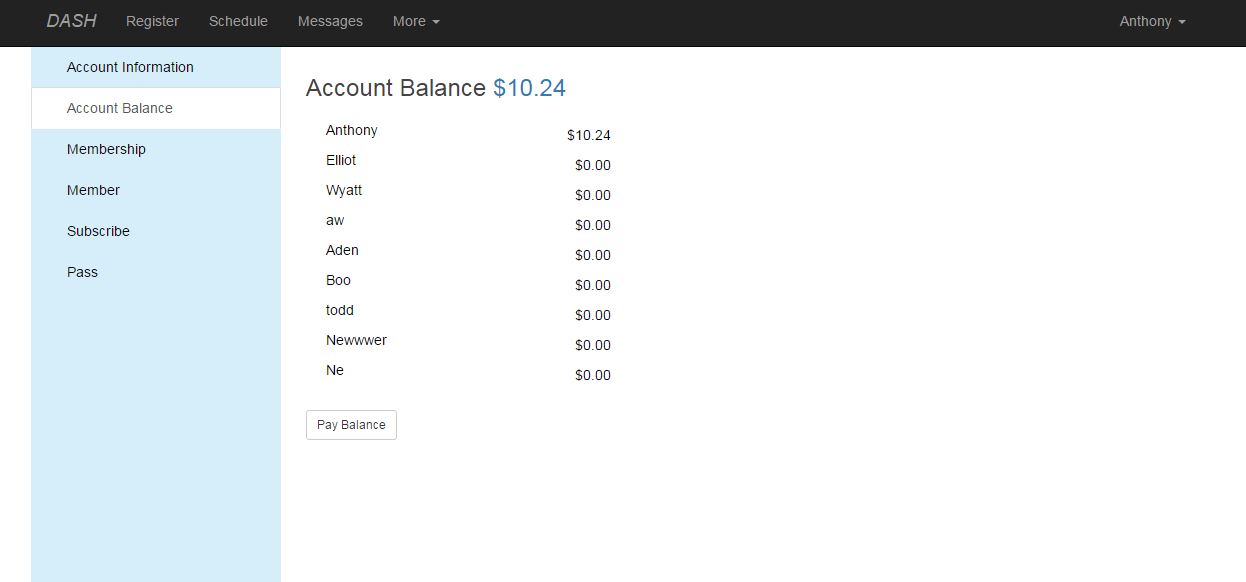 DASH Register Schedule Messages More Anthony
Account Information
Account Balance
Membership
Member
Subscribe
Pass
Account Balance $10.24
Anthony $10.24
Elliot $0.00
Wyatt $0.00
aw $0.00
Aden $0.00
Boo $0.00
todd $0.00
Newwwer $0.00
Ne $0.00
Pay Balance